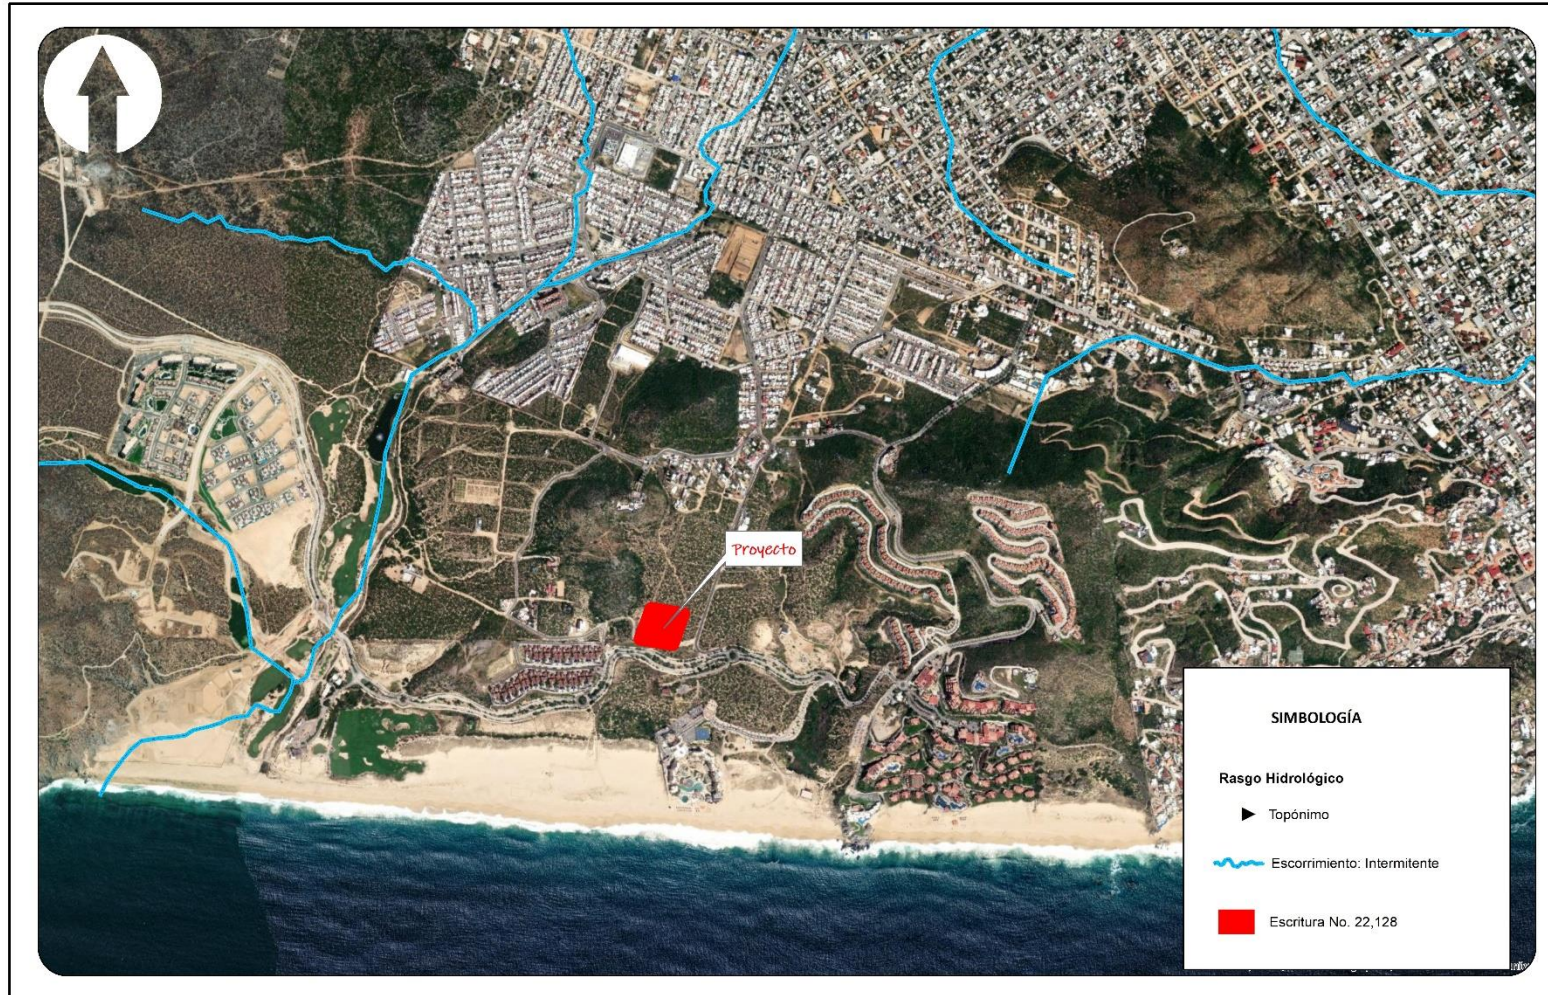 Proyecto
SIMBOLOGÍA
Rasgo Hidrológico
Topónimo
Escorrimiento: Intermitente
Escritura No. 22,128